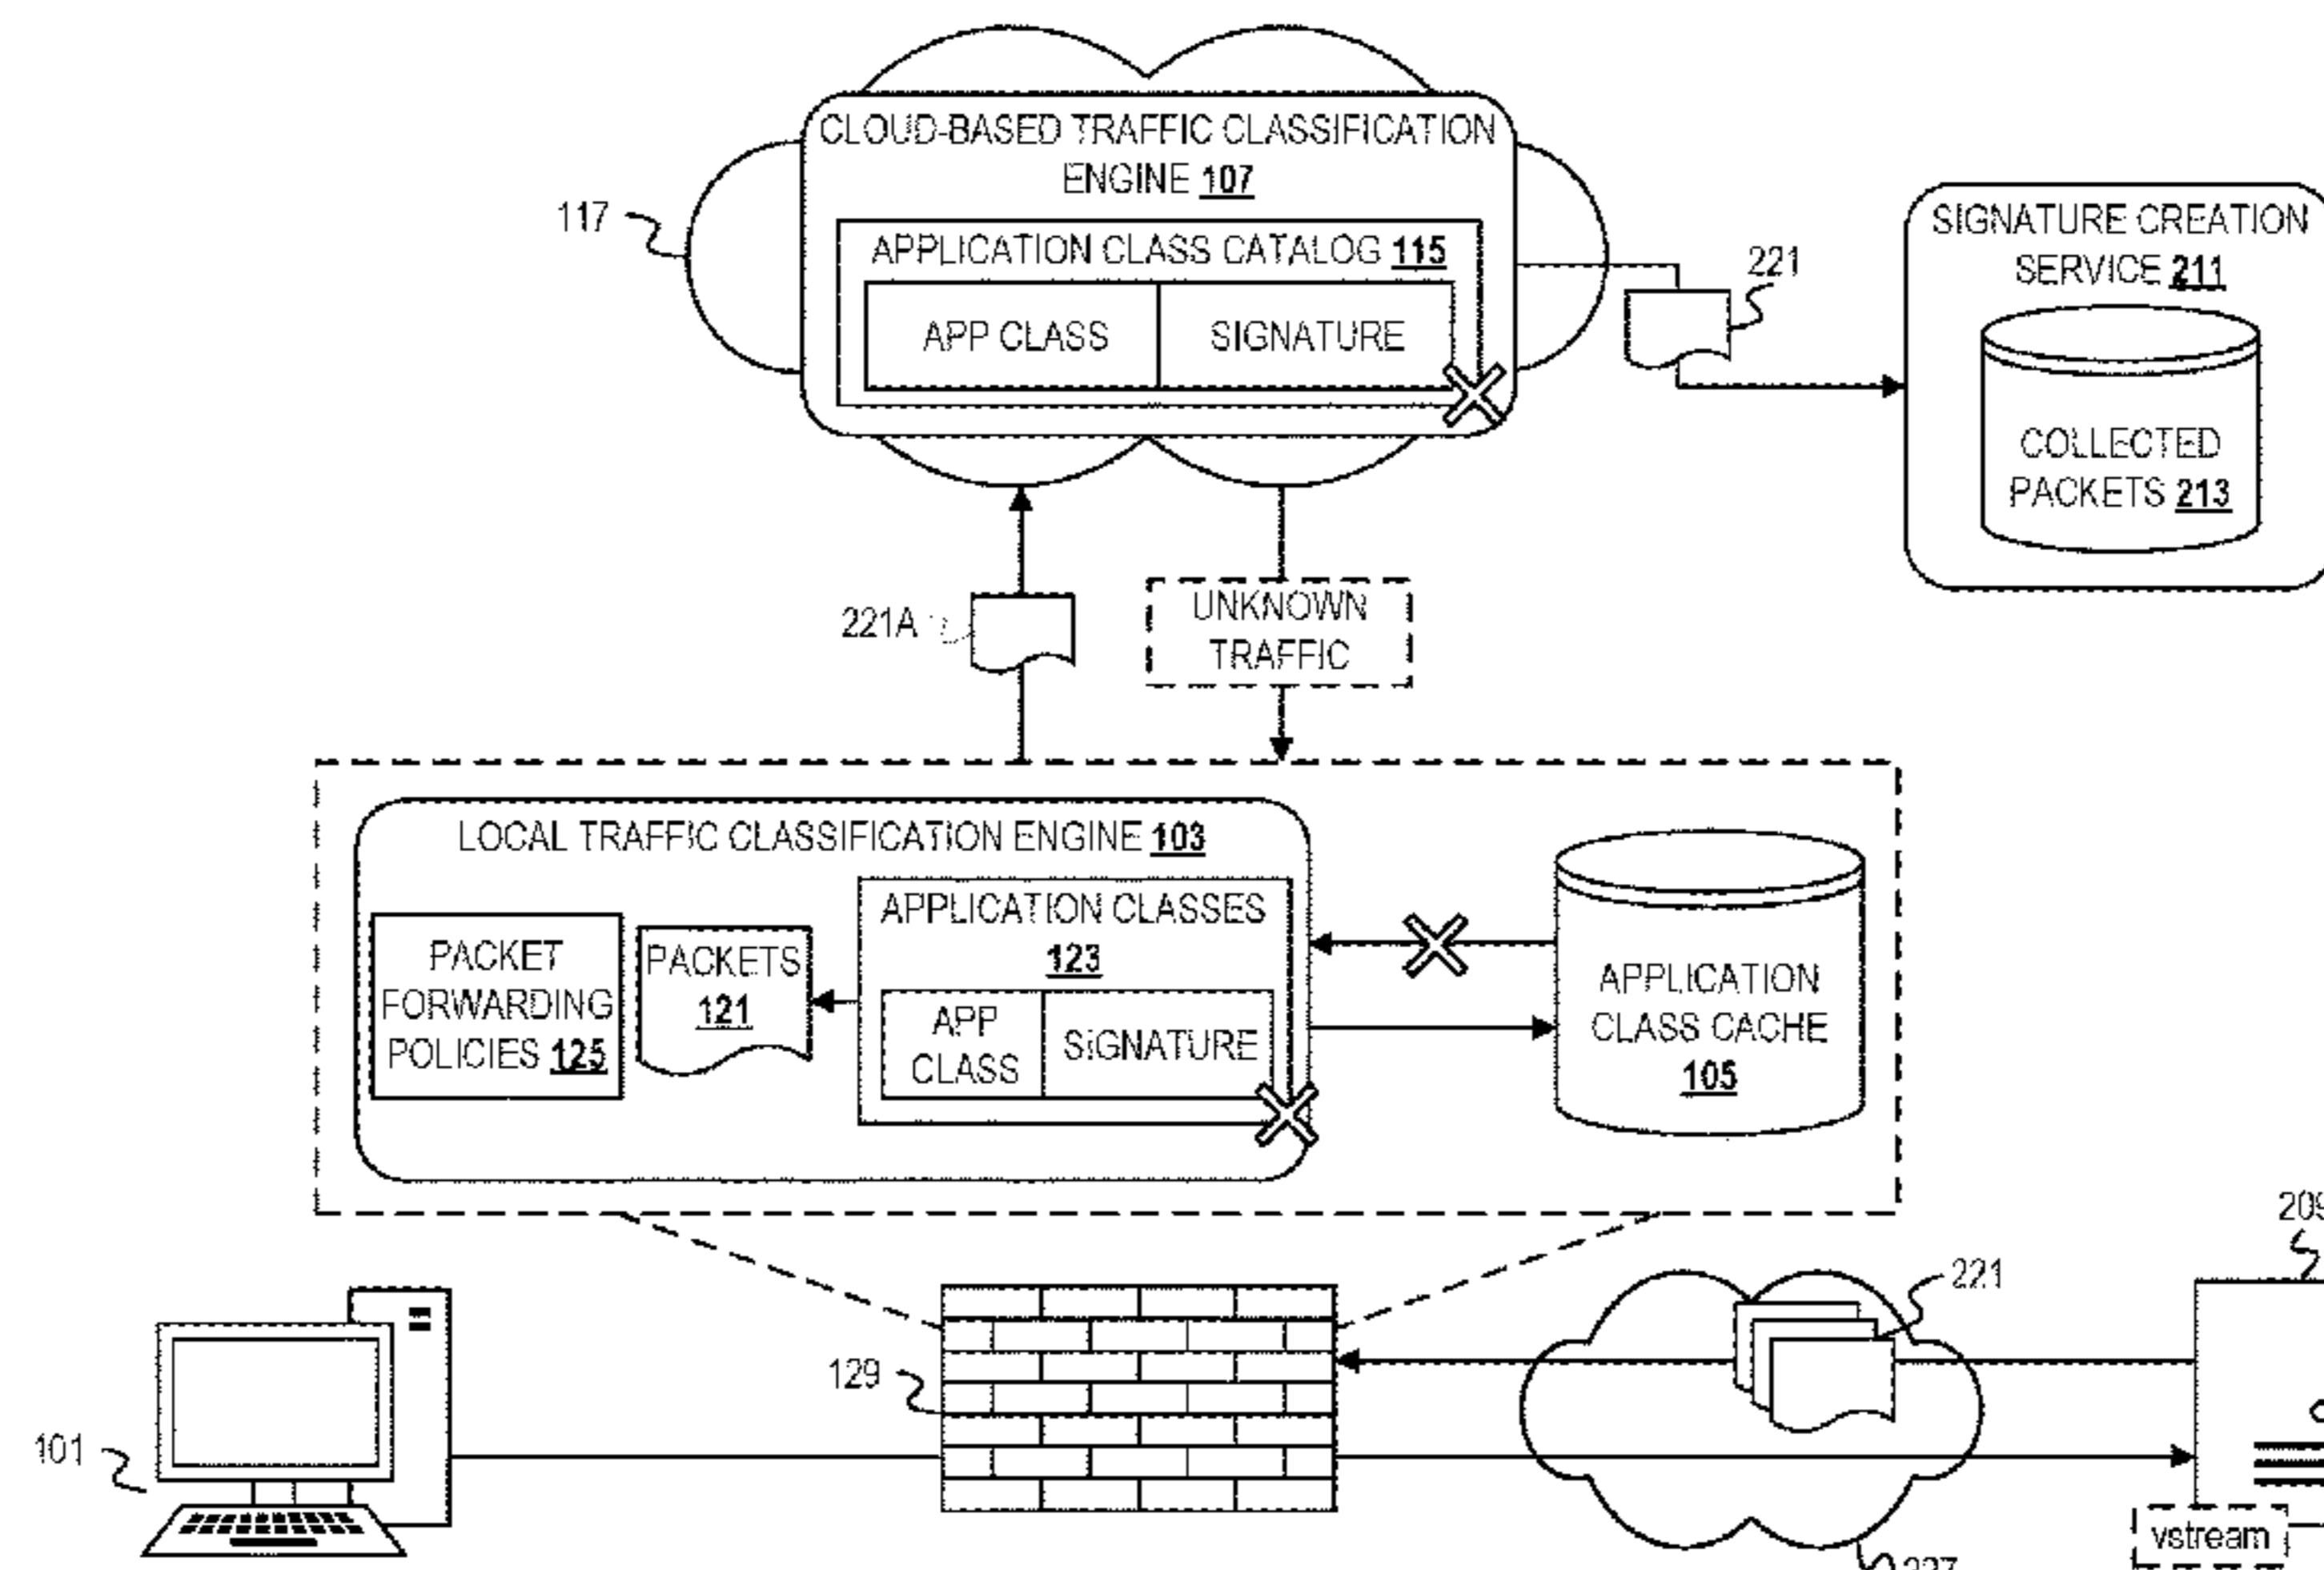 CLOUD-BASED TRAFFIC CLASSIFICATION
ENGINE 107
117
APPLICATION CLASS CATALOG 115
APP CLASS
SIGNATURE
221
SIGNATURE CREATION
SERVICE 211
COLLECTED
PACKETS 213
221A
UNKNOWN
TRAFFIC
LOCAL TRAFFIC CLASSIFICATION ENGINE 103
PACKET
FORWARDING
POLICIES 125
PACKETS
121
APPLICATION CLASSES
123
APP
CLASS
SIGNATURE
APPLICATION
CLASS CACHE
105
209
221
129
101
vstream